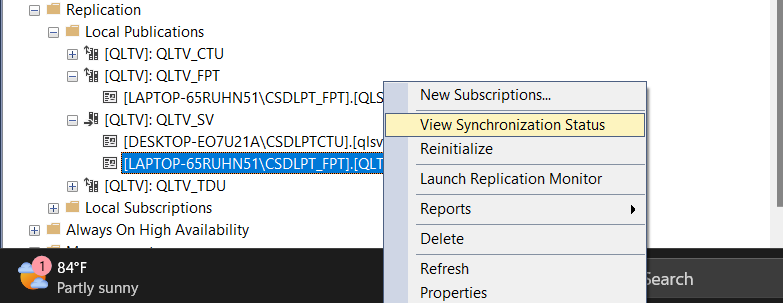 Replication
Local Publications
[QLTV]: QLTV_CTU
[QLTV]: QLTV_FPT
[LAPTOP-65RUHN51\CSDLPT_FPT].[QLS
[QLTV]: QLTV_SV
[DESKTOP-EO7U21A\CSDLPTCTU].[qlsv
[LAPTOP-65RUHN51\CSDLPT_FPT].[QLT
[QLTV]: QLTV_TDU
Local Subscriptions
Always On High Availability
New Subscriptions...
View Synchronization Status
Reinitialize
Launch Replication Monitor
Reports
Delete
Refresh
Properties
1
84°F
Partly sunny
Search